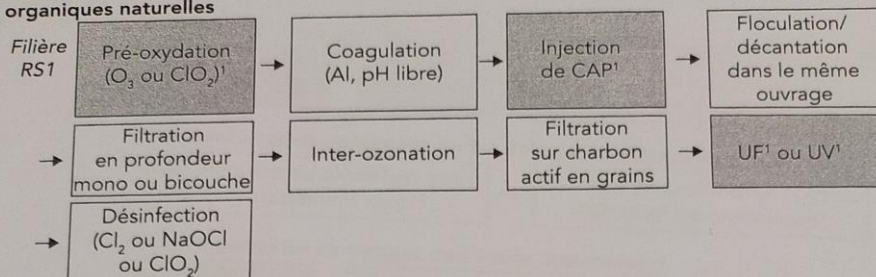 organiques naturelles
Filière
RS1
Pré-oxydation
(O₃ ou ClO₂)¹
→
Coagulation
(Al, pH libre)
→
Injection
de CAP¹
→
Floculation/
décantation
dans le même
ouvrage
→
Filtration
en profondeur
mono ou bicouche
→
Inter-ozonation
→
Filtration
sur charbon
actif en grains
→
UF¹ ou UV¹
→
Désinfection
(Cl₂ ou NaOCl
ou ClO₂)